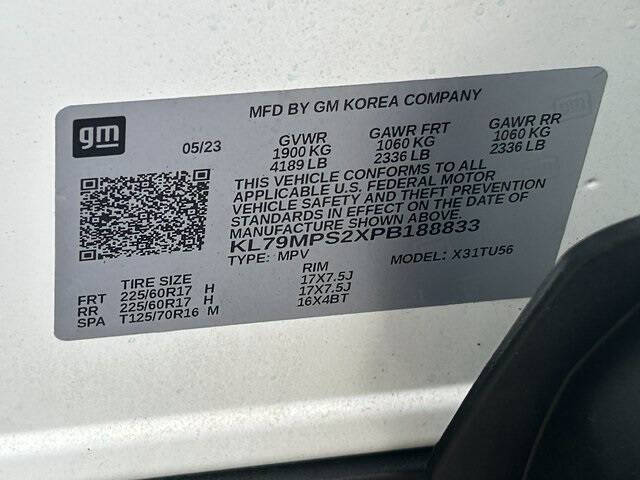 MFD BY GM KOREA COMPANY
gm
05/23
GVWR GAWR FRT GAWR RR
1900 KG 1060 KG 1060 KG
4189 LB 2336 LB 2336 LB
THIS VEHICLE CONFORMS TO ALL
APPLICABLE U.S. FEDERAL MOTOR
VEHICLE SAFETY AND THEFT PREVENTION
STANDARDS IN EFFECT ON THE DATE OF
MANUFACTURE SHOWN ABOVE.
KL79MPS2XPB188833
TYPE: MPV MODEL: X31TU56
TIRE SIZE RIM
FRT 225/60R17 H 17X7.5J
RR 225/60R17 H 17X7.5J
SPA T125/70R16 M 16X4BT